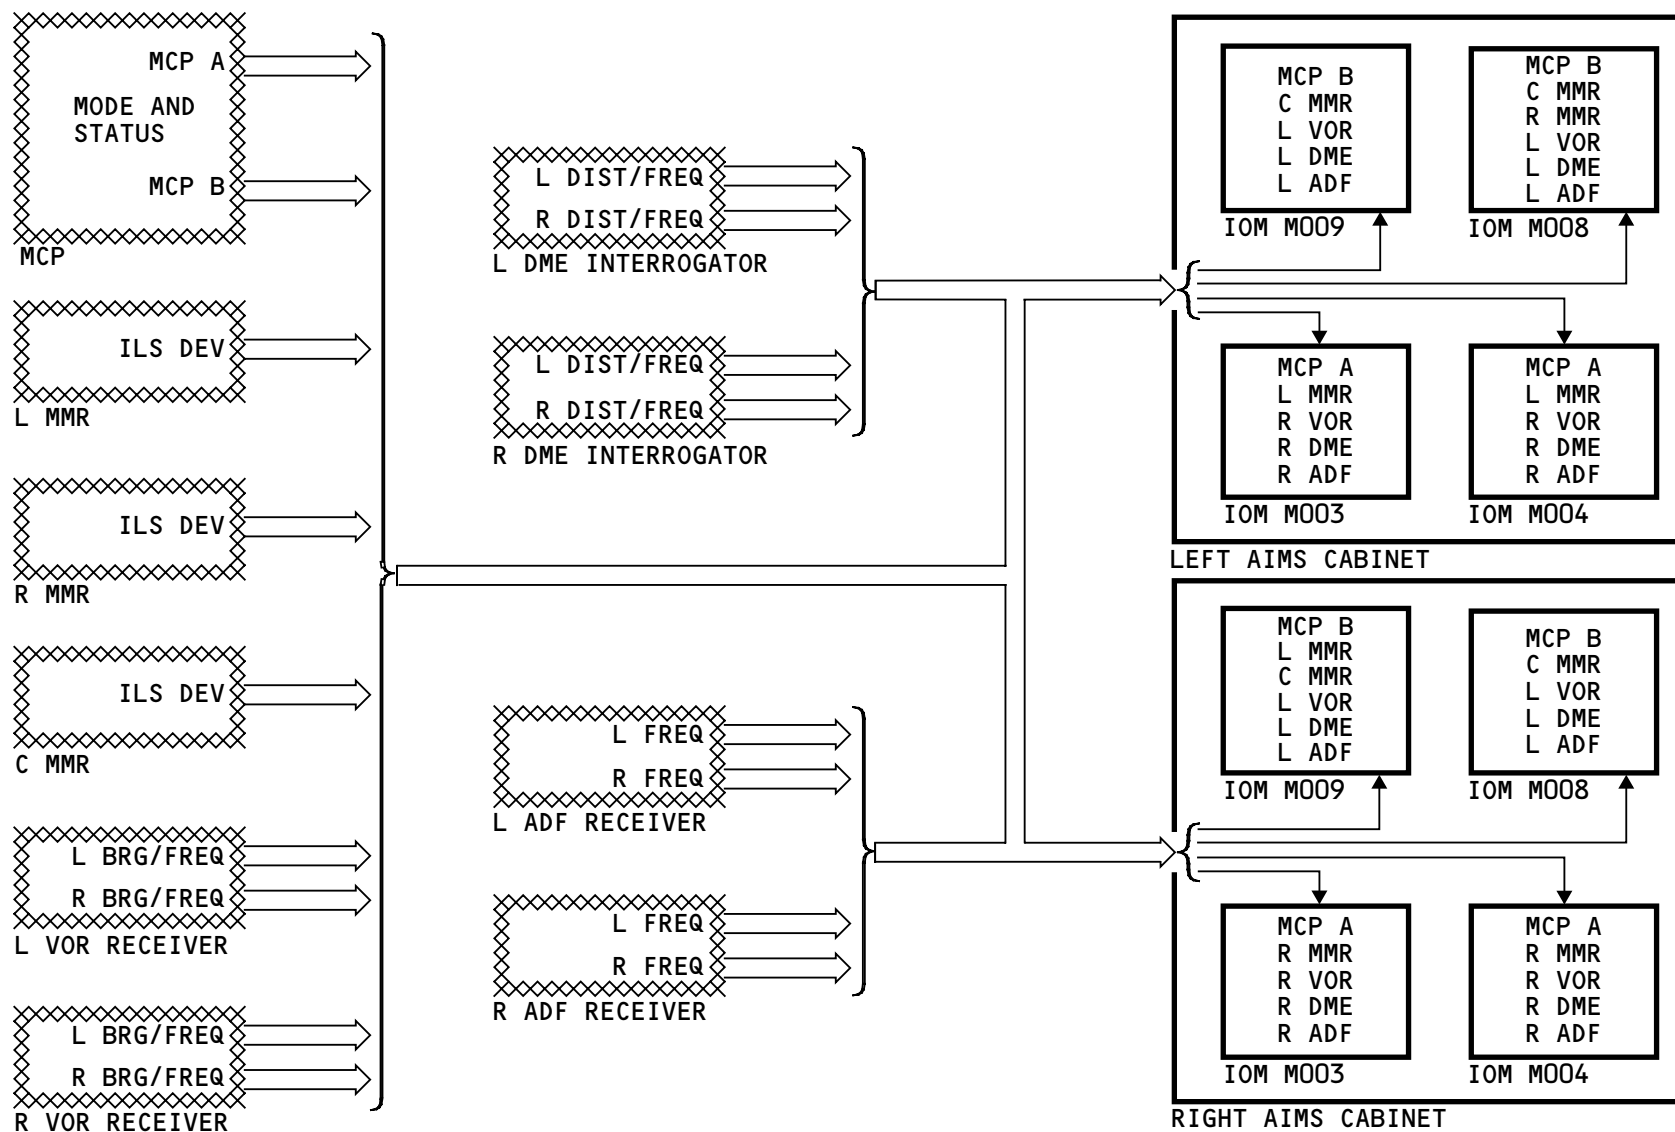 MCP A
MODE AND
STATUS
MCP B
MCP
ILS DEV
L MMR
ILS DEV
R MMR
ILS DEV
C MMR
L BRG/FREQ
R BRG/FREQ
L VOR RECEIVER
L BRG/FREQ
R BRG/FREQ
R VOR RECEIVER
L DIST/FREQ
R DIST/FREQ
L DME INTERROGATOR
L DIST/FREQ
R DIST/FREQ
R DME INTERROGATOR
L FREQ
R FREQ
L ADF RECEIVER
L FREQ
R FREQ
R ADF RECEIVER
MCP B
C MMR
L VOR
L DME
L ADF
IOM M009
MCP B
C MMR
R MMR
L VOR
L DME
L ADF
IOM M008
MCP A
L MMR
R VOR
R DME
R ADF
IOM M003
MCP A
L MMR
R VOR
R DME
R ADF
IOM M004
LEFT AIMS CABINET
MCP B
L MMR
C MMR
L VOR
L DME
L ADF
IOM M009
MCP B
C MMR
L VOR
L DME
L ADF
IOM M008
MCP A
R MMR
R VOR
R DME
R ADF
IOM M003
MCP A
R MMR
R VOR
R DME
R ADF
IOM M004
RIGHT AIMS CABINET